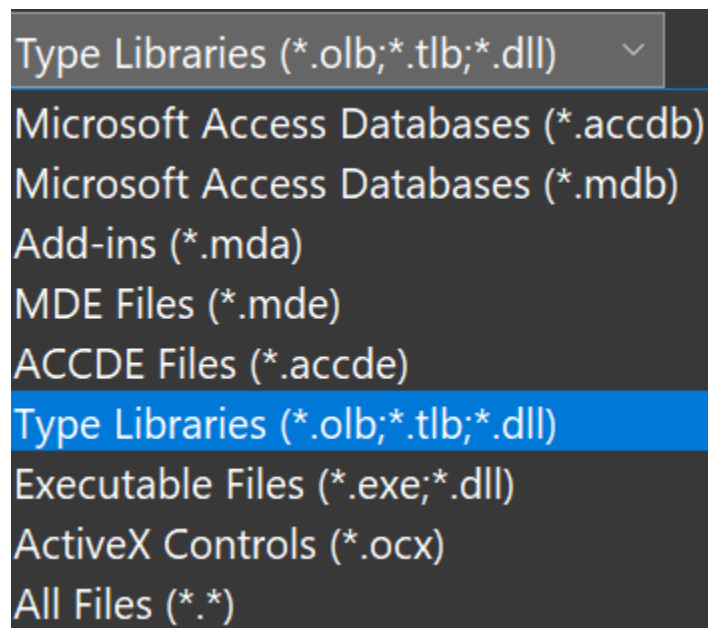 Type Libraries (*.olb;*.tlb;*.dll)
Microsoft Access Databases (*.accdb)
Microsoft Access Databases (*.mdb)
Add-ins (*.mda)
MDE Files (*.mde)
ACCDE Files (*.accde)
Type Libraries (*.olb;*.tlb;*.dll)
Executable Files (*.exe;*.dll)
ActiveX Controls (*.ocx)
All Files (*.*)